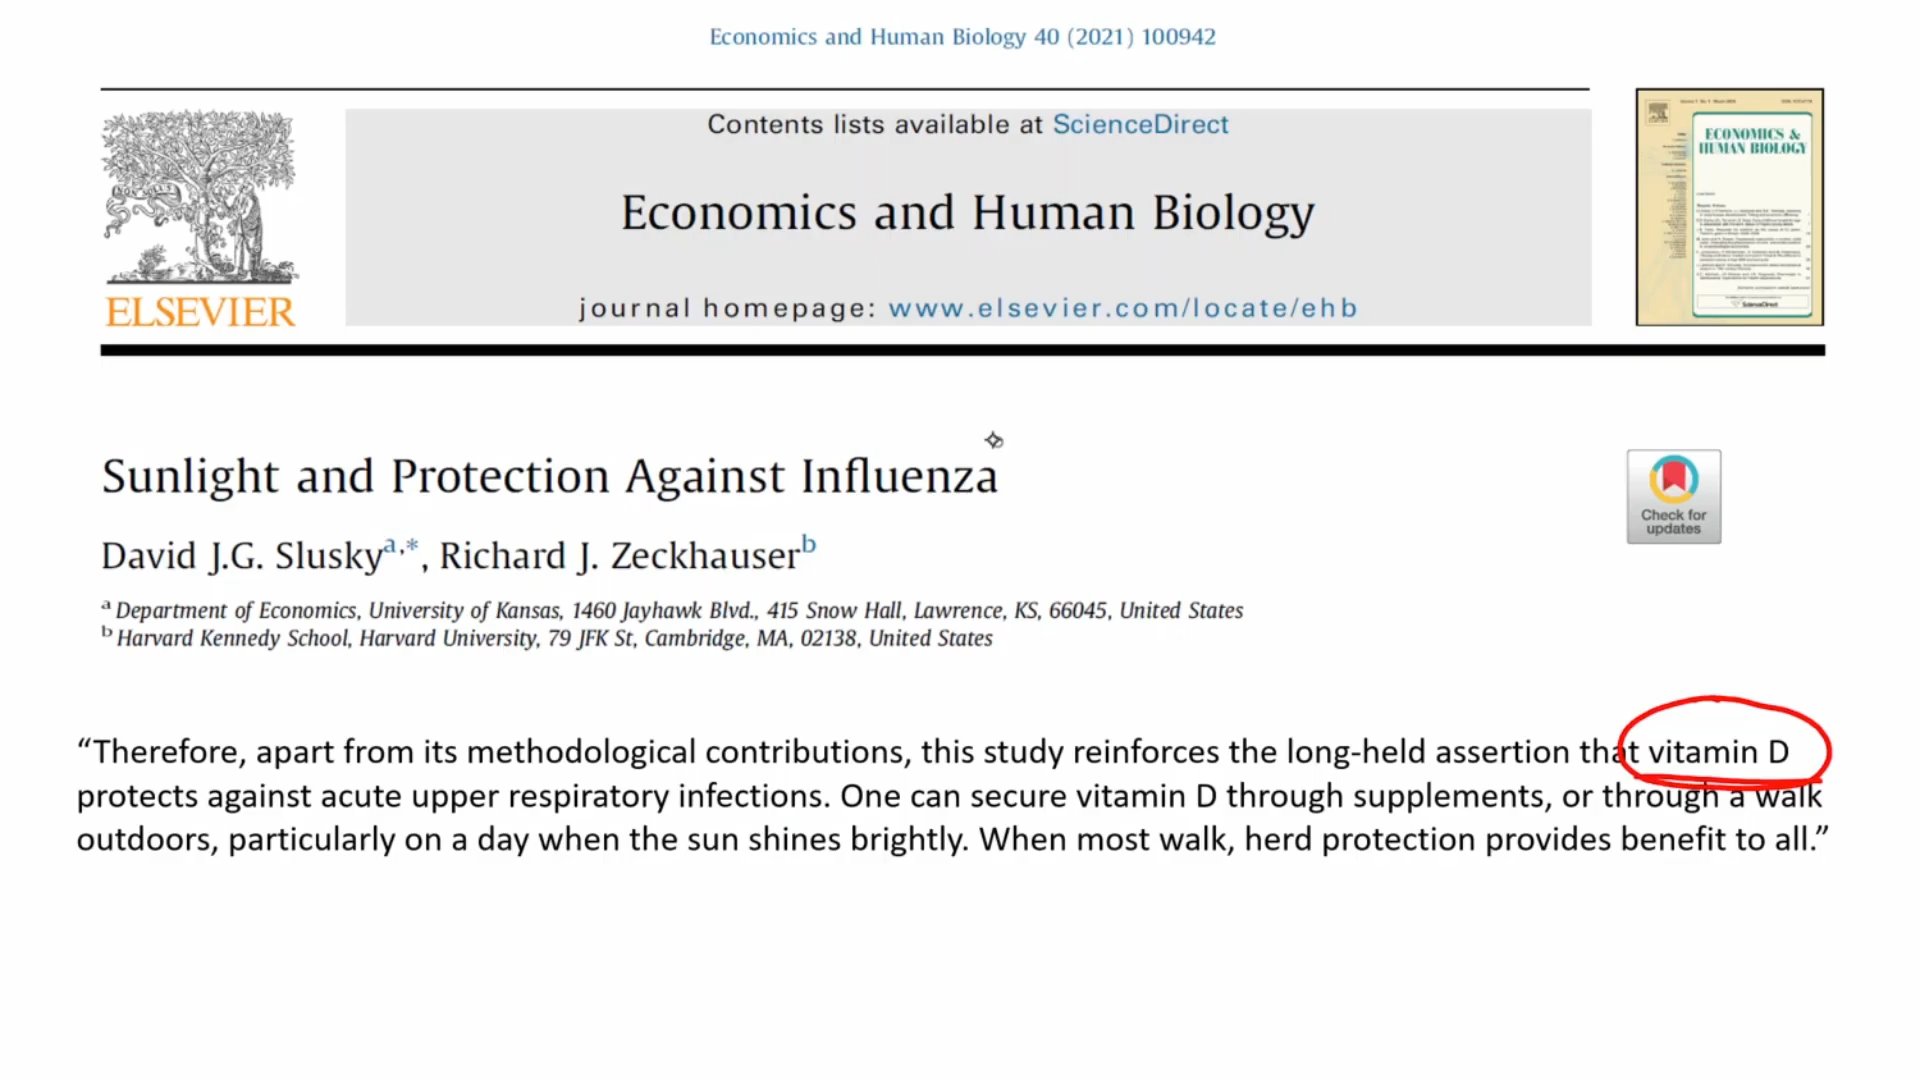 Economics and Human Biology 40 (2021) 100942
Contents lists available at ScienceDirect
Economics and Human Biology
journal homepage: www.elsevier.com/locate/ehb
ELSEVIER
ECONOMICS &
HUMAN BIOLOGY
ScienceDirect
Sunlight and Protection Against Influenza
Check for
updates
David J.G. Slusky a,*, Richard J. Zeckhauser b
a Department of Economics, University of Kansas, 1460 Jayhawk Blvd., 415 Snow Hall, Lawrence, KS, 66045, United States
b Harvard Kennedy School, Harvard University, 79 JFK St, Cambridge, MA, 02138, United States
“Therefore, apart from its methodological contributions, this study reinforces the long-held assertion that vitamin D
protects against acute upper respiratory infections. One can secure vitamin D through supplements, or through a walk
outdoors, particularly on a day when the sun shines brightly. When most walk, herd protection provides benefit to all.”